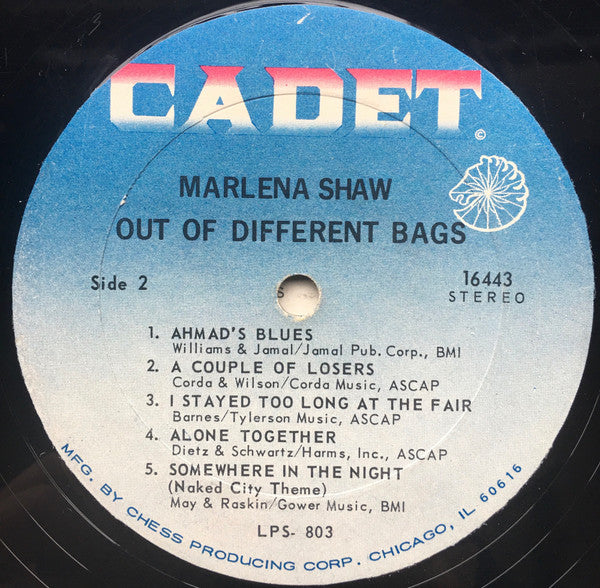 CADET
©
MARLENA SHAW
OUT OF DIFFERENT BAGS
Side 2
16443
STEREO
1. AHMAD'S BLUES
Williams & Jamal/Jamal Pub. Corp., BMI
2. A COUPLE OF LOSERS
Corda & Wilson/Corda Music, ASCAP
3. I STAYED TOO LONG AT THE FAIR
Barnes/Tylerson Music, ASCAP
4. ALONE TOGETHER
Dietz & Schwartz/Harms, Inc., ASCAP
5. SOMEWHERE IN THE NIGHT
(Naked City Theme)
May & Raskin/Gower Music, BMI
LPS- 803
MFG. BY CHESS PRODUCING CORP. CHICAGO, IL 60616